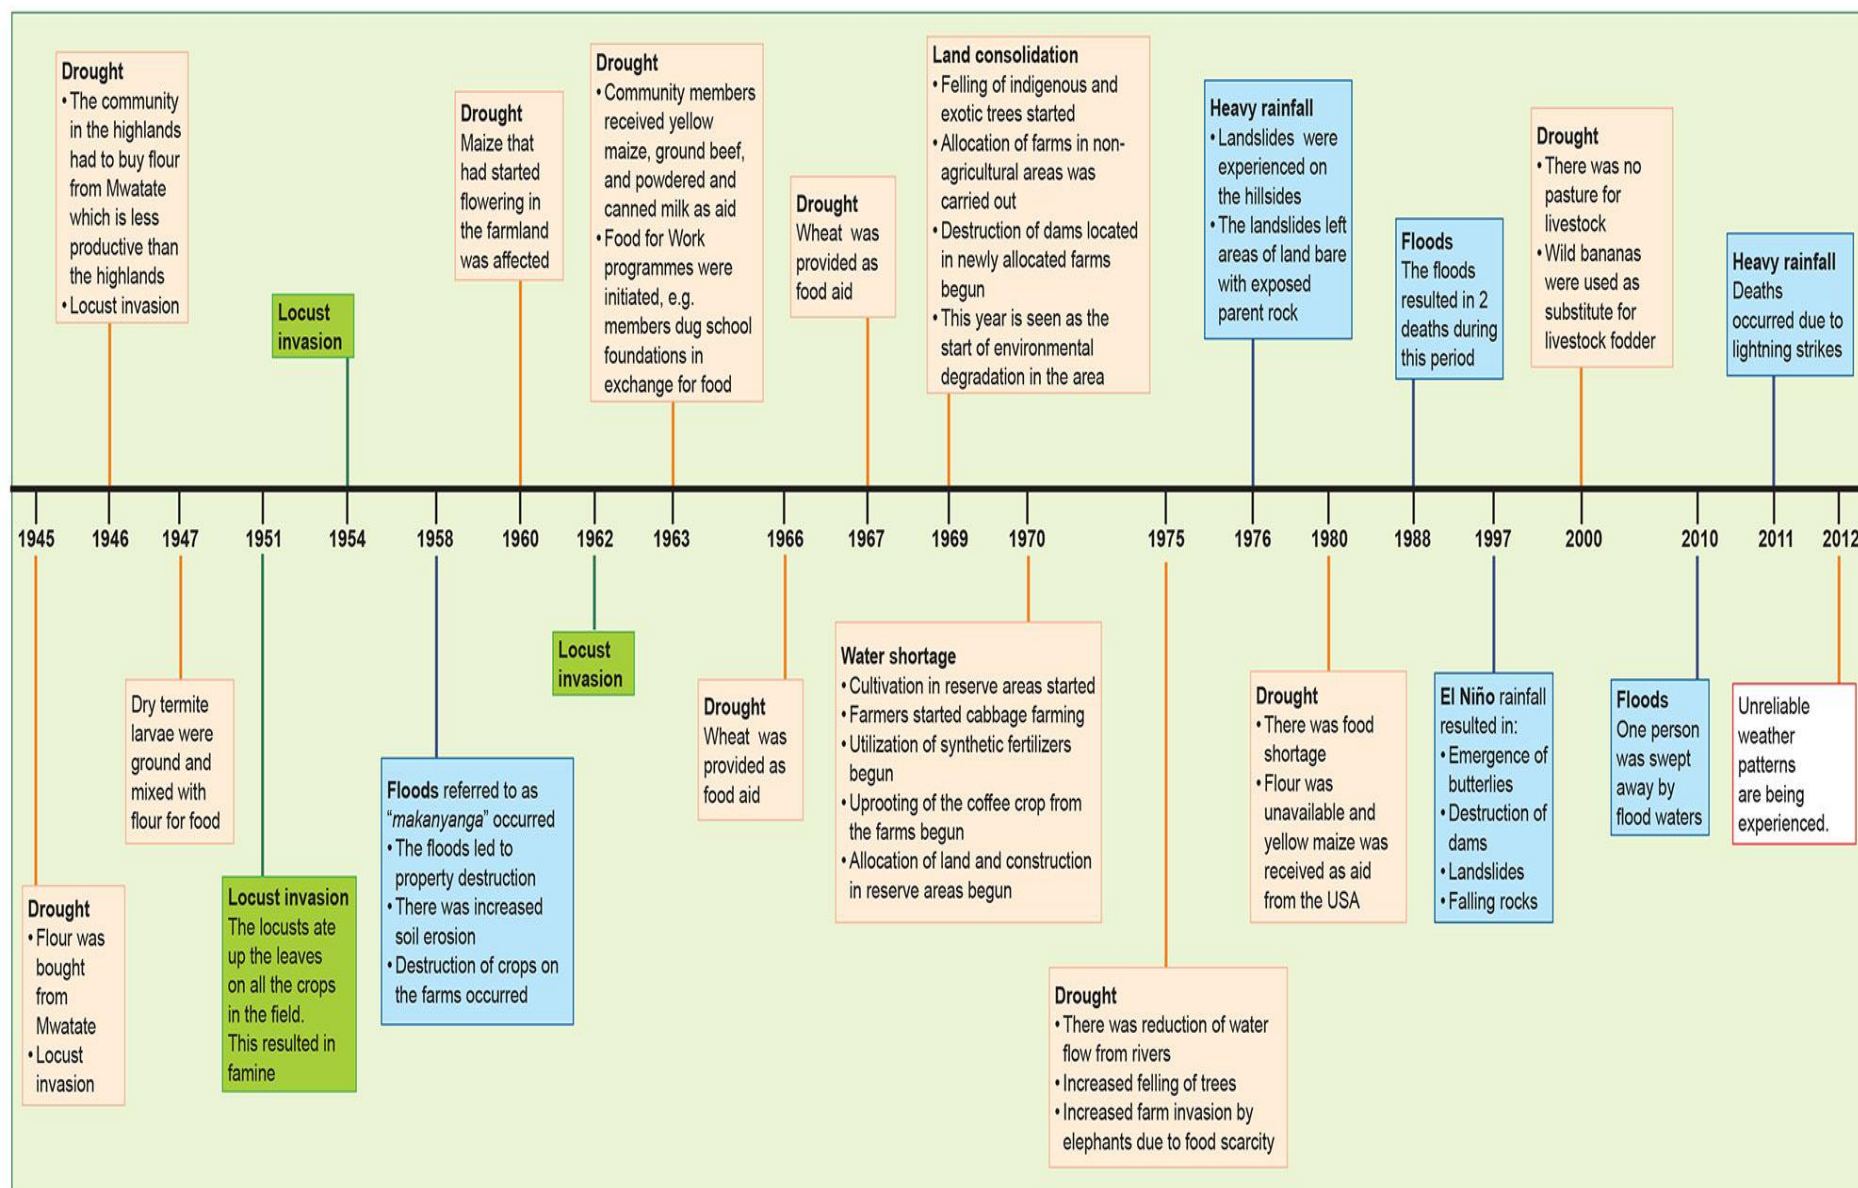 Drought
• The community
in the highlands
had to buy flour
from Mwatate
which is less
productive than
the highlands
• Locust invasion
Locust
invasion
Drought
Maize that
had started
flowering in
the farmland
was affected
Drought
• Community members
received yellow
maize, ground beef,
and powdered and
canned milk as aid
• Food for Work
programmes were
initiated, e.g.
members dug school
foundations in
exchange for food
Drought
Wheat was
provided as
food aid
Land consolidation
• Felling of indigenous and
exotic trees started
• Allocation of farms in non-
agricultural areas was
carried out
• Destruction of dams located
in newly allocated farms
begun
• This year is seen as the
start of environmental
degradation in the area
Heavy rainfall
• Landslides were
experienced on
the hillsides
• The landslides left
areas of land bare
with exposed
parent rock
Floods
The floods
resulted in 2
deaths during
this period
Drought
• There was no
pasture for
livestock
• Wild bananas
were used as
substitute for
livestock fodder
Heavy rainfall
Deaths
occurred due to
lightning strikes
1945 1946 1947 1951 1954 1958 1960 1962 1963 1966 1967 1969 1970 1975 1976 1980 1988 1997 2000 2010 2011 2012
Drought
• Flour was
bought
from
Mwatate
• Locust
invasion
Dry termite
larvae were
ground and
mixed with
flour for food
Locust invasion
The locusts ate
up the leaves
on all the crops
in the field.
This resulted in
famine
Floods referred to as
“makanyanga” occurred
• The floods led to
property destruction
• There was increased
soil erosion
• Destruction of crops on
the farms occurred
Locust
invasion
Drought
Wheat was
provided as
food aid
Water shortage
• Cultivation in reserve areas started
• Farmers started cabbage farming
• Utilization of synthetic fertilizers
begun
• Uprooting of the coffee crop from
the farms begun
• Allocation of land and construction
in reserve areas begun
Drought
• There was reduction of water
flow from rivers
• Increased felling of trees
• Increased farm invasion by
elephants due to food scarcity
Drought
• There was food
shortage
• Flour was
unavailable and
yellow maize was
received as aid
from the USA
El Niño rainfall
resulted in:
• Emergence of
butterlies
• Destruction of
dams
• Landslides
• Falling rocks
Floods
One person
was swept
away by
flood waters
Unreliable
weather
patterns
are being
experienced.